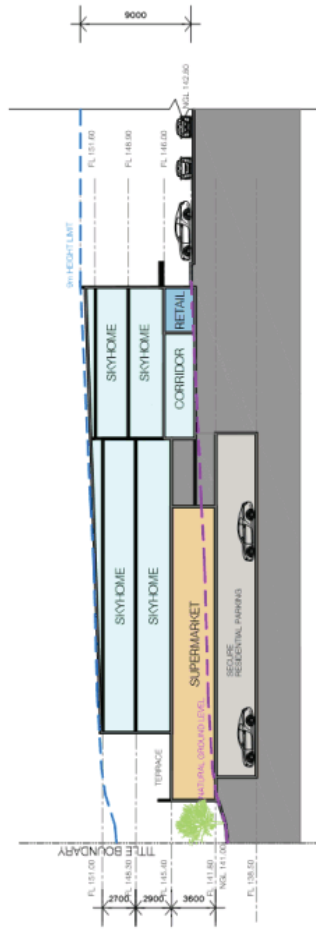 9000
9m HEIGHT LIMIT
FL 151.60
FL 148.90
FL 146.00
NGL 142.80
SKYHOME
SKYHOME
CORRIDOR
RETAIL
SKYHOME
SKYHOME
SUPERMARKET
NATURAL GROUND LEVEL
SECURE
RESIDENTIAL PARKING
TERRACE
TITLE BOUNDARY
FL 151.00
FL 148.30
FL 145.40
FL 141.80
NGL 141.00
FL 138.50
2700
2900
3600